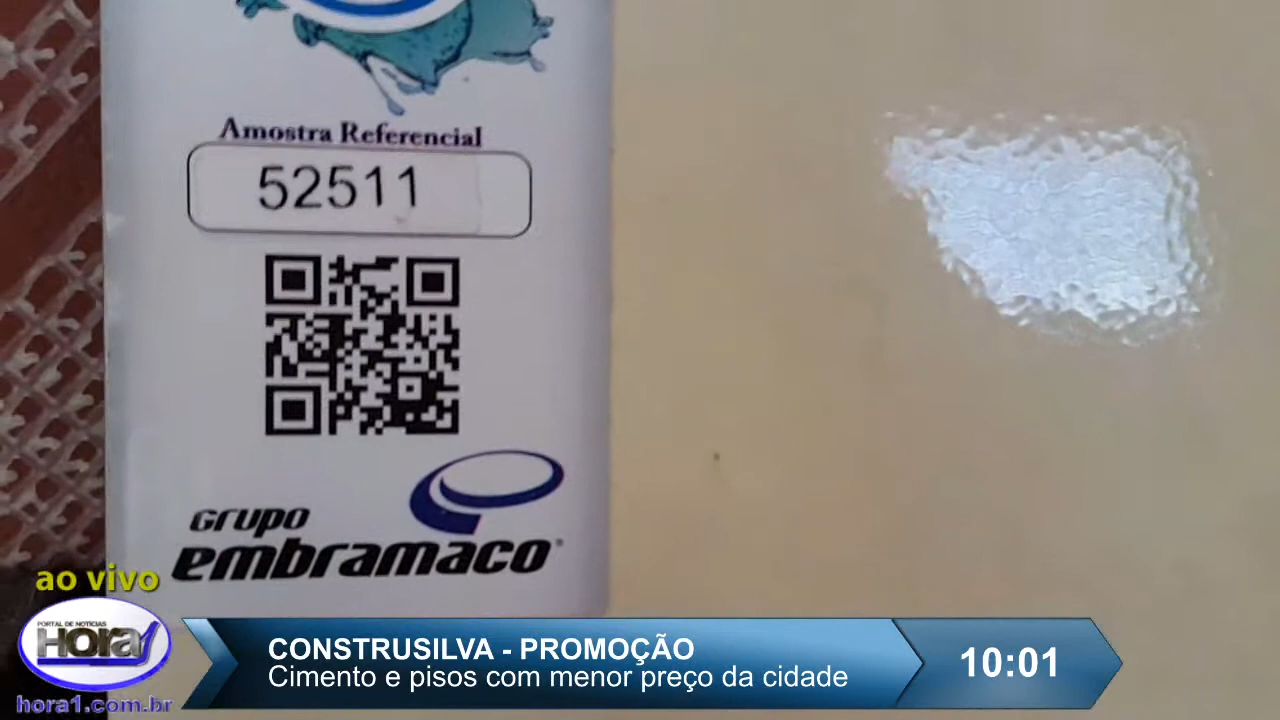 Amostra Referencial
52511
Grupo
embramaco
ao vivo
PORTAL DE NOTÍCIAS
Hora1
hora1.com.br
CONSTRUSILVA - PROMOÇÃO
Cimento e pisos com menor preço da cidade
10:01